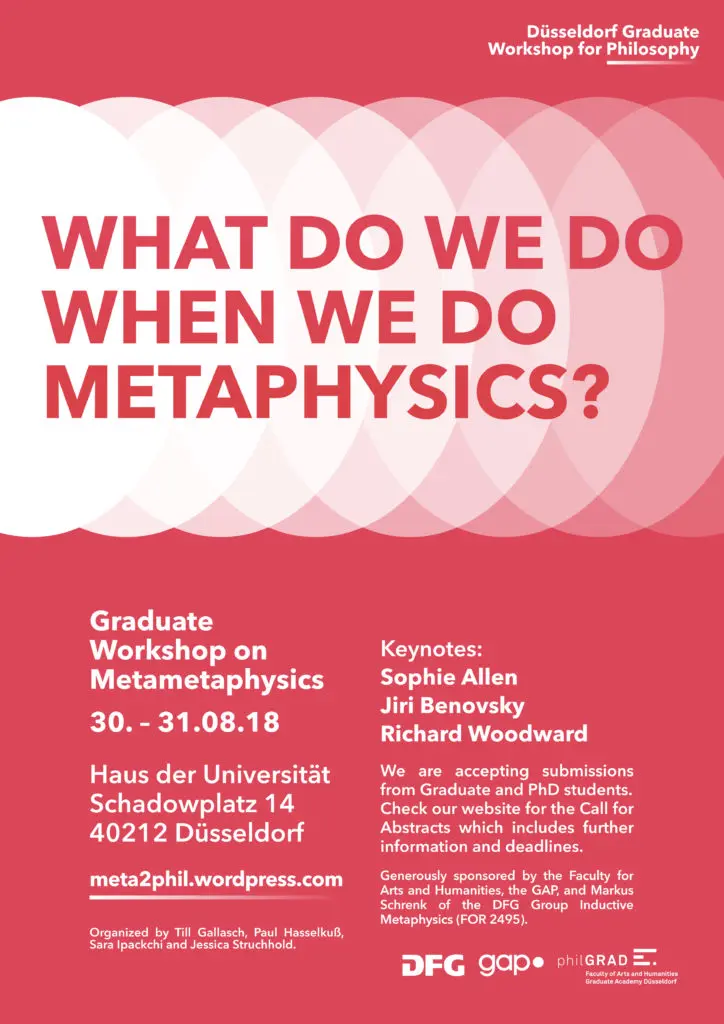 Düsseldorf Graduate
Workshop for Philosophy
WHAT DO WE DO
WHEN WE DO
METAPHYSICS?
Graduate
Workshop on
Metametaphysics
30. – 31.08.18
Haus der Universität
Schadowplatz 14
40212 Düsseldorf
meta2phil.wordpress.com
Organized by Till Gallasch, Paul Hasselkuß,
Sara Ipackchi and Jessica Struchhold.
Keynotes:
Sophie Allen
Jiri Benovsky
Richard Woodward
We are accepting submissions
from Graduate and PhD students.
Check our website for the Call for
Abstracts which includes further
information and deadlines.
Generously sponsored by the Faculty for
Arts and Humanities, the GAP, and Markus
Schrenk of the DFG Group Inductive
Metaphysics (FOR 2495).
DFG gap philGRAD
Faculty of Arts and Humanities
Graduate Academy Düsseldorf